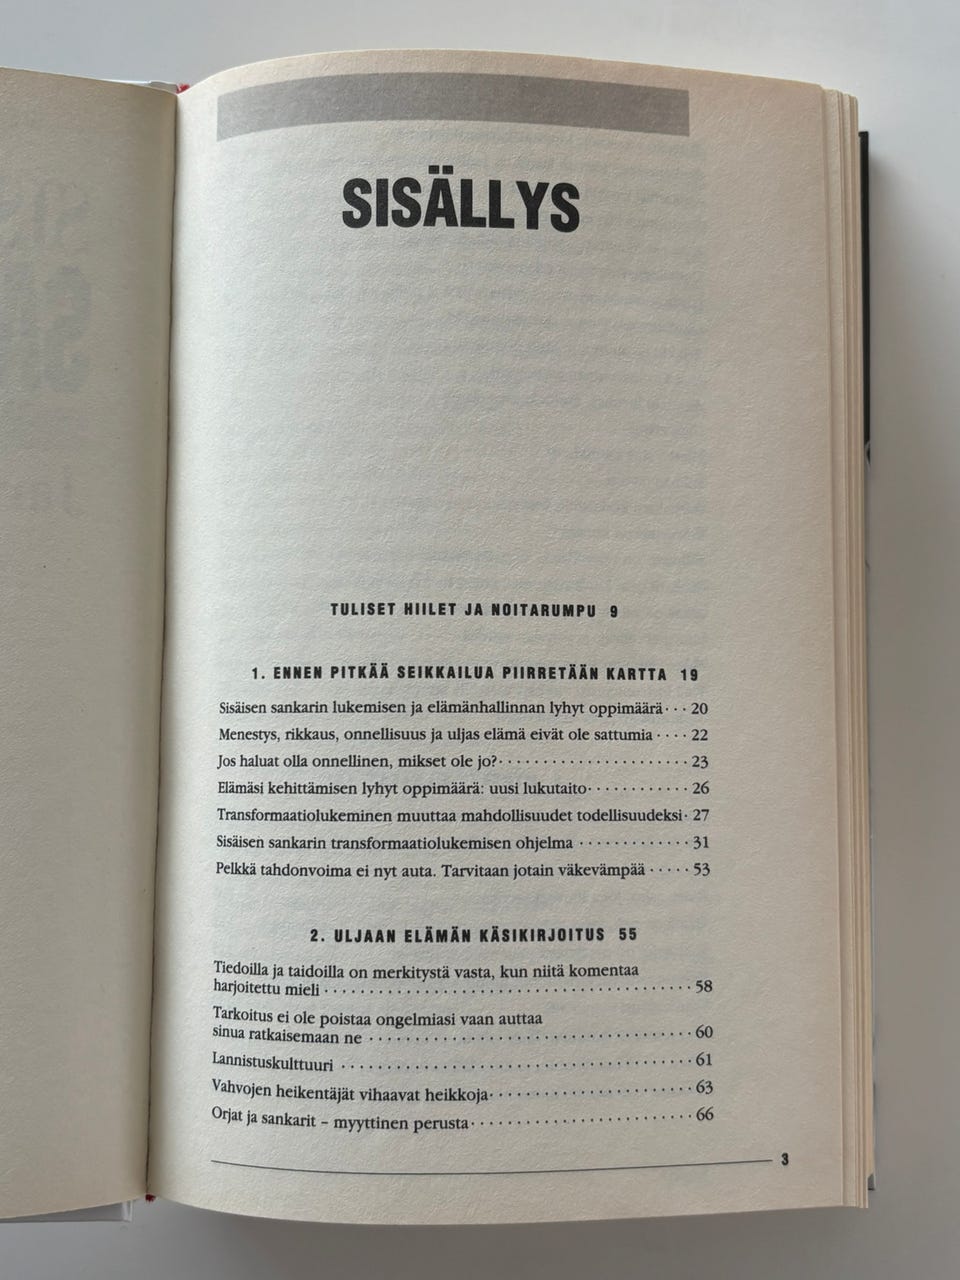 SISÄLLYS
TULISET HIILET JA NOITARUMPU 9
1. ENNEN PITKÄÄ SEIKKAILUA PIIRRETÄÄN KARTTA 19
Sisäisen sankarin lukemisen ja elämänhallinnan lyhyt oppimäärä · · · 20
Menestys, rikkaus, onnellisuus ja uljas elämä eivät ole sattumia · · · · 22
Jos haluat olla onnellinen, mikset ole jo? · · · · · · · · · · · · · · · · · · · · · 23
Elämäsi kehittämisen lyhyt oppimäärä: uusi lukutaito · · · · · · · · · · · · 26
Transformaatiolukeminen muuttaa mahdollisuudet todellisuudeksi · 27
Sisäisen sankarin transformaatiolukemisen ohjelma · · · · · · · · · · · · · 31
Pelkkä tahdonvoima ei nyt auta. Tarvitaan jotain väkevämpää · · · · · 53
2. ULJAAN ELÄMÄN KÄSIKIRJOITUS 55
Tiedoilla ja taidoilla on merkitystä vasta, kun niitä komentaa
harjoitettu mieli · · · · · · · · · · · · · · · · · · · · · · · · · · · · · · · · · · · · · · · · 58
Tarkoitus ei ole poistaa ongelmiasi vaan auttaa
sinua ratkaisemaan ne · · · · · · · · · · · · · · · · · · · · · · · · · · · · · · · · · · · 60
Lannistuskulttuuri · · · · · · · · · · · · · · · · · · · · · · · · · · · · · · · · · · · · · · 61
Vahvojen heikentäjät vihaavat heikkoja · · · · · · · · · · · · · · · · · · · · · · 63
Orjat ja sankarit – myyttinen perusta · · · · · · · · · · · · · · · · · · · · · · · · 66
3